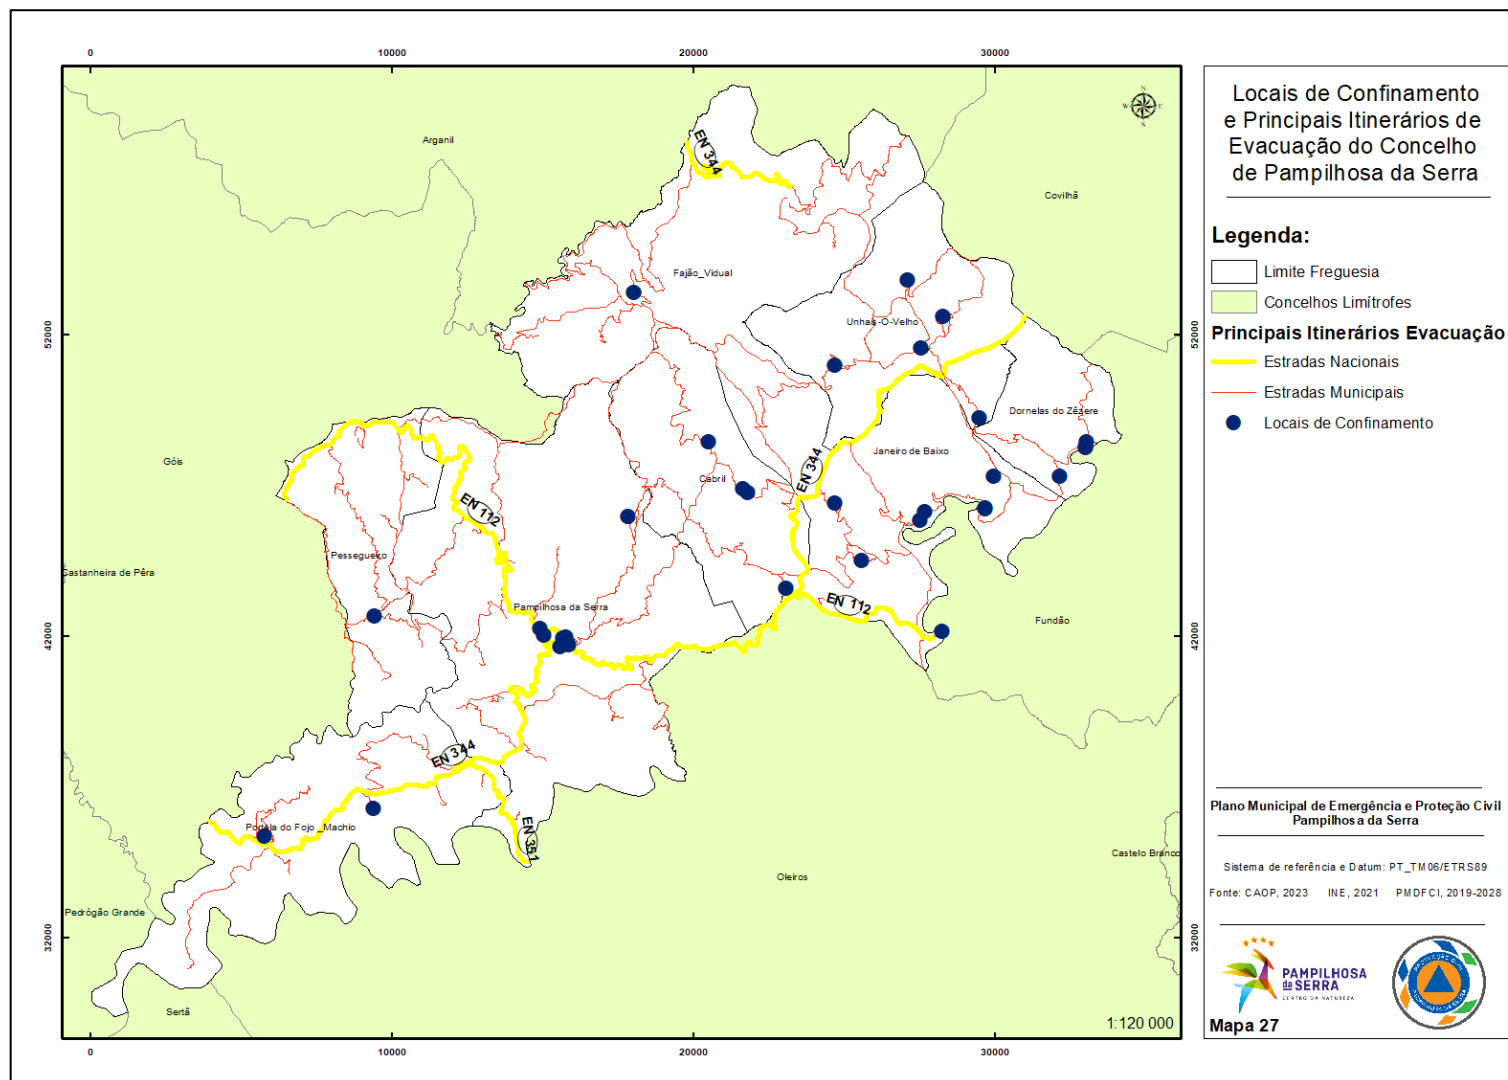 0 10000 20000 30000
Arganil
Covilhã
Góis
Castanheira de Pêra
Fundão
Castelo Branco
Oleiros
Pedrógão Grande
Sertã
Fajão_Vidual
Unhais-O-Velho
Dornelas do Zêzere
Janeiro de Baixo
Cabril
Pessegueiro
Pampilhosa da Serra
Portela do Fojo _Machio
EN 344
EN 344
EN 112
EN 112
EN 344
EN 351
N
W E
S
52000
42000
32000
52000
42000
32000
1:120 000
0 10000 20000 30000
Locais de Confinamento
e Principais Itinerários de
Evacuação do Concelho
de Pampilhosa da Serra
Legenda:
Limite Freguesia
Concelhos Limítrofes
Principais Itinerários Evacuação
Estradas Nacionais
Estradas Municipais
Locais de Confinamento
Plano Municipal de Emergência e Proteção Civil
Pampilhosa da Serra
Sistema de referência e Datum: PT_TM06/ETRS89
Fonte: CAOP, 2023 INE, 2021 PMDFCI, 2019-2028
PAMPILHOSA
da SERRA
CENTRO DA NATUREZA
Mapa 27